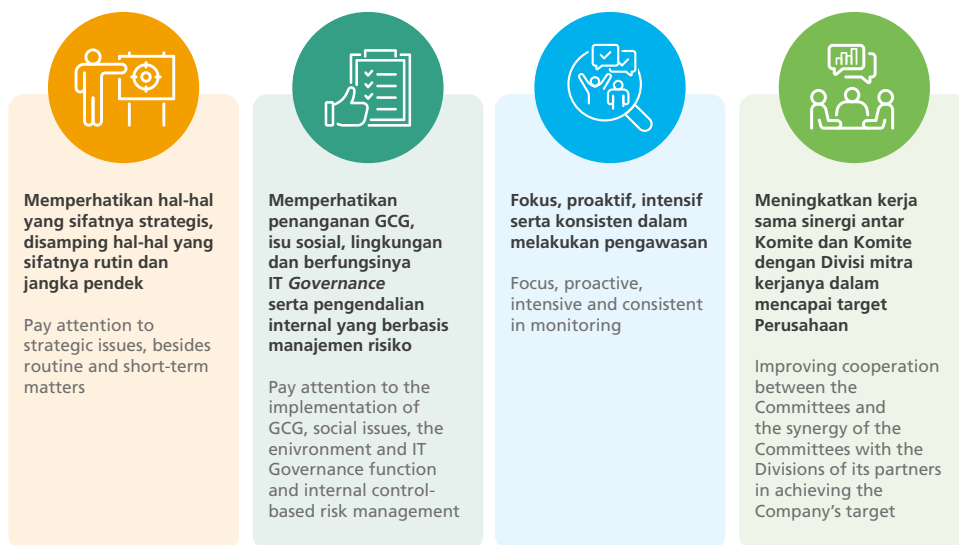 Memperhatikan hal-hal
yang sifatnya strategis,
disamping hal-hal yang
sifatnya rutin dan
jangka pendek
Pay attention to
strategic issues, besides
routine and short-term
matters
Memperhatikan
penanganan GCG,
isu sosial, lingkungan
dan berfungsinya
IT Governance
serta pengendalian
internal yang berbasis
manajemen risiko
Pay attention to the
implementation of
GCG, social issues, the
enivronment and IT
Governance function
and internal control-
based risk management
Fokus, proaktif, intensif
serta konsisten dalam
melakukan pengawasan
Focus, proactive,
intensive and consistent
in monitoring
Meningkatkan kerja
sama sinergi antar
Komite dan Komite
dengan Divisi mitra
kerjanya dalam
mencapai target
Perusahaan
Improving cooperation
between the
Committees and
the synergy of the
Committees with the
Divisions of its partners
in achieving the
Company's target